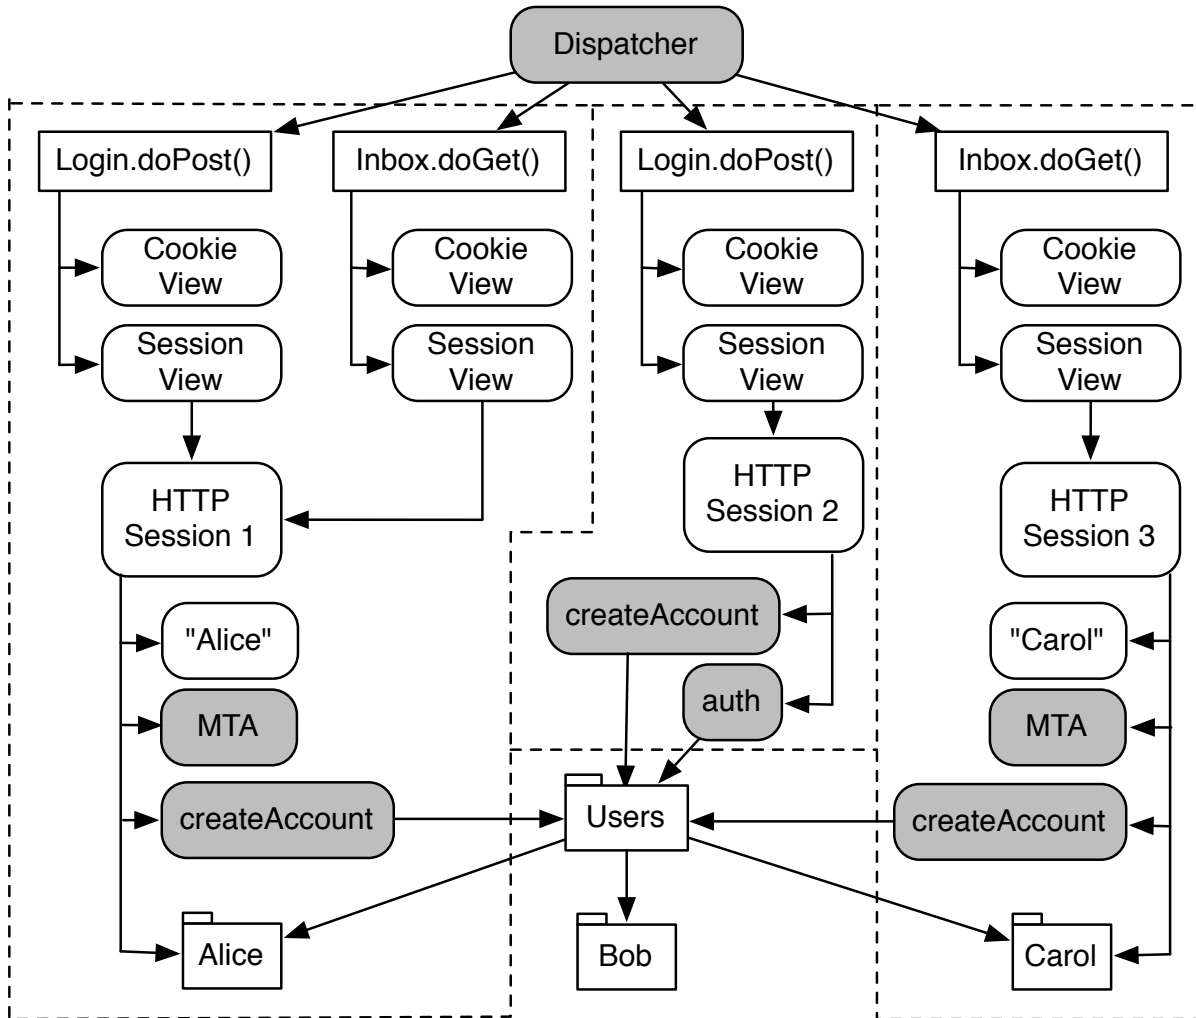 Dispatcher
Login.doPost()
Inbox.doGet()
Login.doPost()
Inbox.doGet()
Cookie
View
Cookie
View
Cookie
View
Cookie
View
Session
View
Session
View
Session
View
Session
View
HTTP
Session 1
HTTP
Session 2
HTTP
Session 3
createAccount
"Alice"
"Carol"
auth
MTA
MTA
createAccount
Users
createAccount
Alice
Bob
Carol